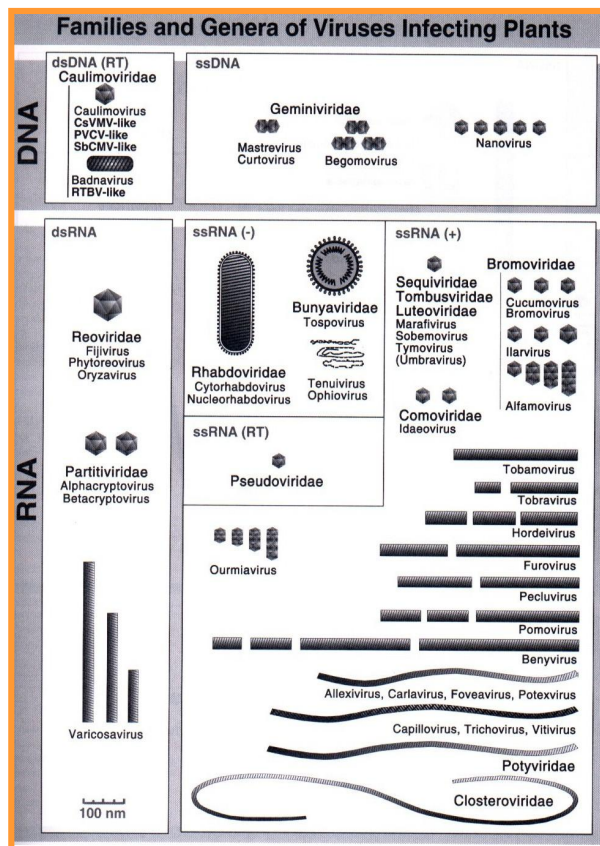 Families and Genera of Viruses Infecting Plants
DNA
dsDNA (RT)
Caulimoviridae
Caulimovirus
CsVMV-like
PVCV-like
SbCMV-like
Badnavirus
RTBV-like
ssDNA
Geminiviridae
Mastrevirus
Curtovirus
Begomovirus
Nanovirus
RNA
dsRNA
Reoviridae
Fijivirus
Phytoreovirus
Oryzavirus
Partitiviridae
Alphacryptovirus
Betacryptovirus
Varicosavirus
100 nm
ssRNA (-)
Rhabdoviridae
Cytorhabdovirus
Nucleorhabdovirus
Bunyaviridae
Tospovirus
Tenuivirus
Ophiovirus
ssRNA (RT)
Pseudoviridae
ssRNA (+)
Sequiviridae
Tombusviridae
Luteoviridae
Marafivirus
Sobemovirus
Tymovirus
(Umbravirus)
Comoviridae
Idaeovirus
Bromoviridae
Cucumovirus
Bromovirus
Ilarvirus
Alfamovirus
Ourmiavirus
Tobamovirus
Tobravirus
Hordeivirus
Furovirus
Pecluvirus
Pomovirus
Benyvirus
Allexivirus, Carlavirus, Foveavirus, Potexvirus
Capillovirus, Trichovirus, Vitivirus
Potyviridae
Closteroviridae